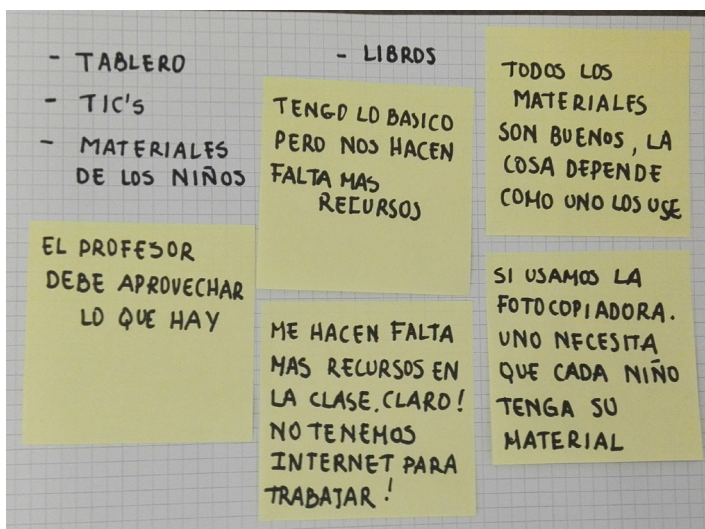 - TABLERO
- TIC'S
- MATERIALES
DE LOS NIÑOS
- LIBROS
TENGO LO BASICO
PERO NOS HACEN
FALTA MAS
RECURSOS
TODOS LOS
MATERIALES
SON BUENOS, LA
COSA DEPENDE
COMO UNO LOS USE
EL PROFESOR
DEBE APROVECHAR
LO QUE HAY
ME HACEN FALTA
MAS RECURSOS EN
LA CLASE. CLARO!
NO TENEMOS
INTERNET PARA
TRABAJAR!
SI USAMOS LA
FOTOCOPIADORA.
UNO NECESITA
QUE CADA NIÑO
TENGA SU
MATERIAL